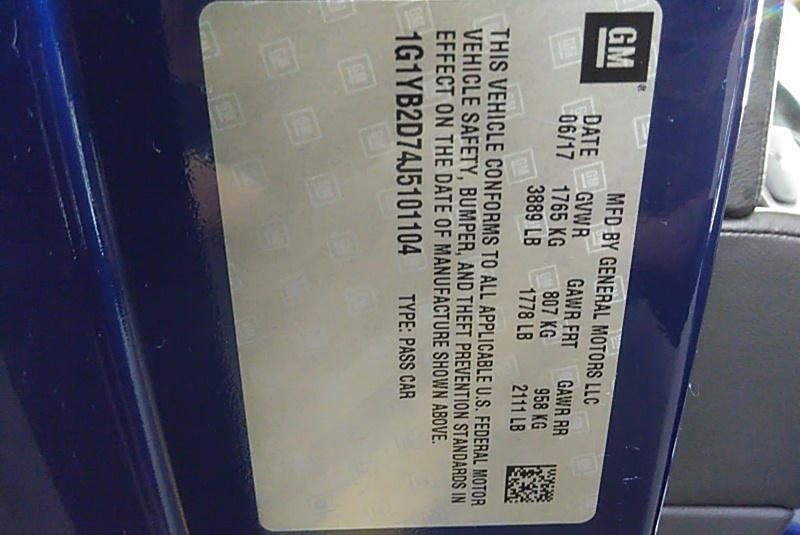 GM
®
MFD BY GENERAL MOTORS LLC
DATE GVWR GAWR FRT GAWR RR
06/17 1765 KG 807 KG 958 KG
3889 LB 1778 LB 2111 LB
THIS VEHICLE CONFORMS TO ALL APPLICABLE U.S. FEDERAL MOTOR
VEHICLE SAFETY, BUMPER, AND THEFT PREVENTION STANDARDS IN
EFFECT ON THE DATE OF MANUFACTURE SHOWN ABOVE.
1G1YB2D74J5101104 TYPE: PASS CAR